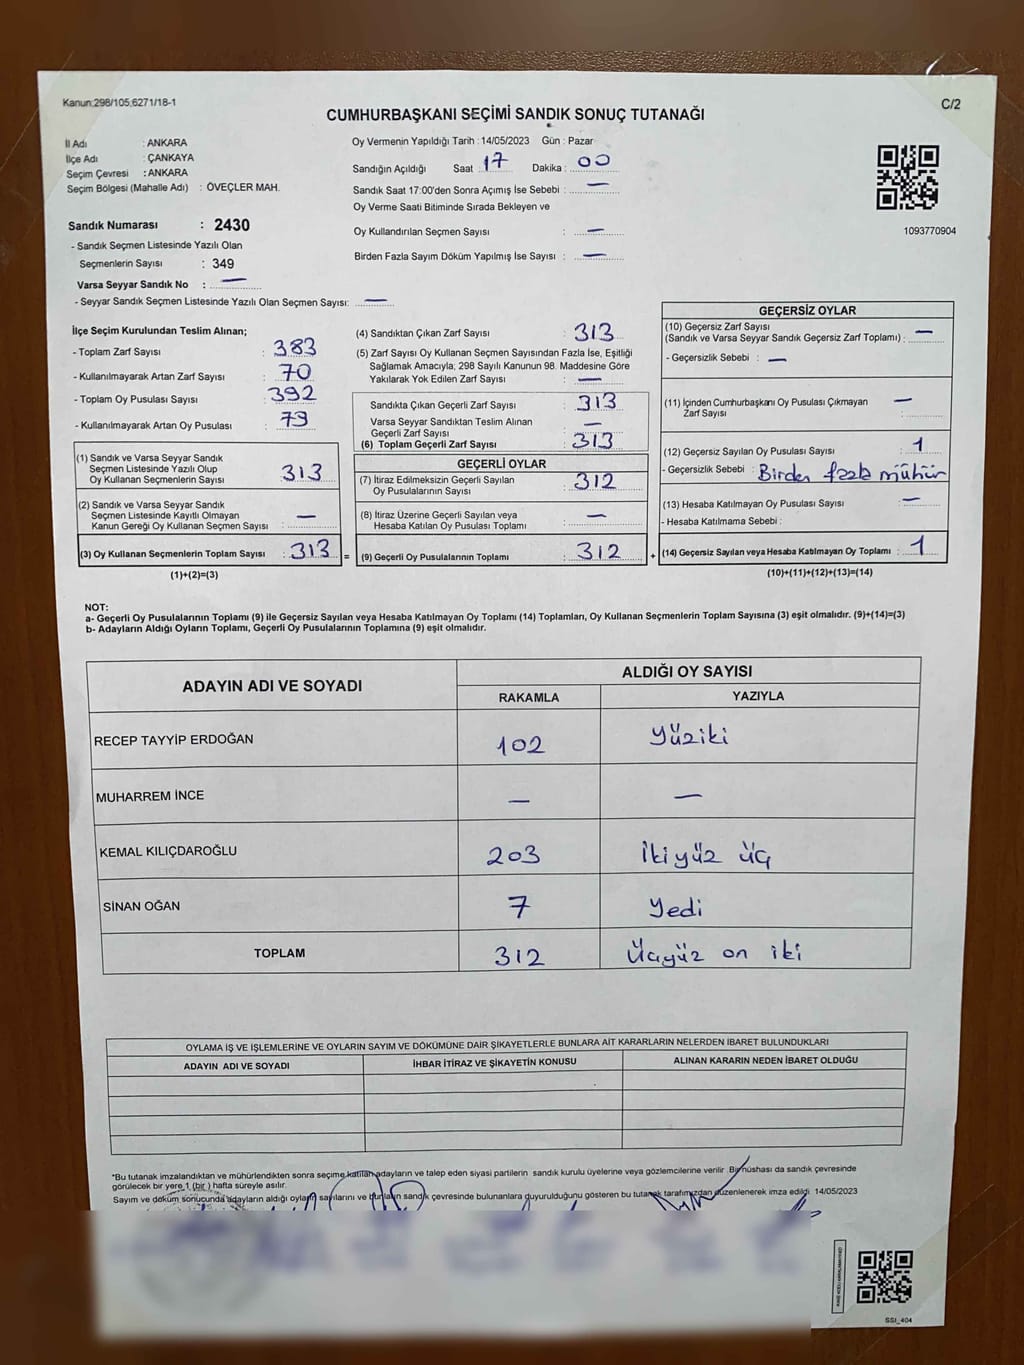 Kanun:298/105,6271/18-1
C/2
CUMHURBAŞKANI SEÇİMİ SANDIK SONUÇ TUTANAĞI
İl Adı : ANKARA
İlçe Adı : ÇANKAYA
Seçim Çevresi : ANKARA
Seçim Bölgesi (Mahalle Adı) : ÖVEÇLER MAH.
Oy Vermenin Yapıldığı Tarih : 14/05/2023 Gün : Pazar
Sandığın Açıldığı Saat : 17 Dakika : 00
Sandık Saat 17:00'den Sonra Açımış İse Sebebi : —
Oy Verme Saati Bitiminde Sırada Bekleyen ve
Oy Kullandırılan Seçmen Sayısı : —
Birden Fazla Sayım Döküm Yapılmış İse Sayısı : —
1093770904
Sandık Numarası : 2430
- Sandık Seçmen Listesinde Yazılı Olan
Seçmenlerin Sayısı : 349
Varsa Seyyar Sandık No : —
- Seyyar Sandık Seçmen Listesinde Yazılı Olan Seçmen Sayısı: —
İlçe Seçim Kurulundan Teslim Alınan;
- Toplam Zarf Sayısı : 383
- Kullanılmayarak Artan Zarf Sayısı : 70
- Toplam Oy Pusulası Sayısı : 392
- Kullanılmayarak Artan Oy Pusulası : 79
(1) Sandık ve Varsa Seyyar Sandık
Seçmen Listesinde Yazılı Olup
Oy Kullanan Seçmenlerin Sayısı : 313
(2) Sandık ve Varsa Seyyar Sandık
Seçmen Listesinde Kayıtlı Olmayan
Kanun Gereği Oy Kullanan Seçmen Sayısı : —
(3) Oy Kullanan Seçmenlerin Toplam Sayısı : 313 =
(1)+(2)=(3)
(4) Sandıktan Çıkan Zarf Sayısı : 313
(5) Zarf Sayısı Oy Kullanan Seçmen Sayısından Fazla İse, Eşitliği
Sağlamak Amacıyla; 298 Sayılı Kanunun 98. Maddesine Göre
Yakılarak Yok Edilen Zarf Sayısı : —
Sandıkta Çıkan Geçerli Zarf Sayısı : 313
Varsa Seyyar Sandıktan Teslim Alınan
Geçerli Zarf Sayısı : —
(6) Toplam Geçerli Zarf Sayısı : 313
GEÇERLİ OYLAR
(7) İtiraz Edilmeksizin Geçerli Sayılan
Oy Pusulalarının Sayısı : 312
(8) İtiraz Üzerine Geçerli Sayılan veya
Hesaba Katılan Oy Pusulası Toplamı : —
(9) Geçerli Oy Pusulalarının Toplamı : 312 +
GEÇERSİZ OYLAR
(10) Geçersiz Zarf Sayısı
(Sandık ve Varsa Seyyar Sandık Geçersiz Zarf Toplamı) : —
- Geçersizlik Sebebi : —
(11) İçinden Cumhurbaşkanı Oy Pusulası Çıkmayan
Zarf Sayısı : —
(12) Geçersiz Sayılan Oy Pusulası Sayısı : 1
- Geçersizlik Sebebi : Birden fazla mühür
(13) Hesaba Katılmayan Oy Pusulası Sayısı : —
- Hesaba Katılmama Sebebi :
(14) Geçersiz Sayılan veya Hesaba Katılmayan Oy Toplamı : 1
(10)+(11)+(12)+(13)=(14)
NOT:
a- Geçerli Oy Pusulalarının Toplamı (9) ile Geçersiz Sayılan veya Hesaba Katılmayan Oy Toplamı (14) Toplamları, Oy Kullanan Seçmenlerin Toplam Sayısına (3) eşit olmalıdır. (9)+(14)=(3)
b- Adayların Aldığı Oyların Toplamı, Geçerli Oy Pusulalarının Toplamına (9) eşit olmalıdır.
ADAYIN ADI VE SOYADI ALDIĞI OY SAYISI
RAKAMLA YAZIYLA
RECEP TAYYİP ERDOĞAN 102 Yüziki
MUHARREM İNCE — —
KEMAL KILIÇDAROĞLU 203 İkiyüz üç
SİNAN OĞAN 7 Yedi
TOPLAM 312 Üçyüz on iki
OYLAMA İŞ VE İŞLEMLERİNE VE OYLARIN SAYIM VE DÖKÜMÜNE DAİR ŞİKAYETLERLE BUNLARA AİT KARARLARIN NELERDEN İBARET BULUNDUKLARI
ADAYIN ADI VE SOYADI İHBAR İTİRAZ VE ŞİKAYETİN KONUSU ALINAN KARARIN NEDEN İBARET OLDUĞU
*Bu tutanak imzalandıktan ve mühürlendikten sonra seçime katılan adayların ve talep eden siyasi partilerin sandık kurulu üyelerine veya gözlemcilerine verilir. Bir nüshası da sandık çevresinde
görülecek bir yere 1 (bir ) hafta süreyle asılır.
Sayım ve döküm sonucunda adayların aldığı oyların sayılarını ve bunların sandık çevresinde bulunanlara duyurulduğunu gösteren bu tutanak tarafımızdan düzenlenerek imza edildi. 14/05/2023
SSI_404